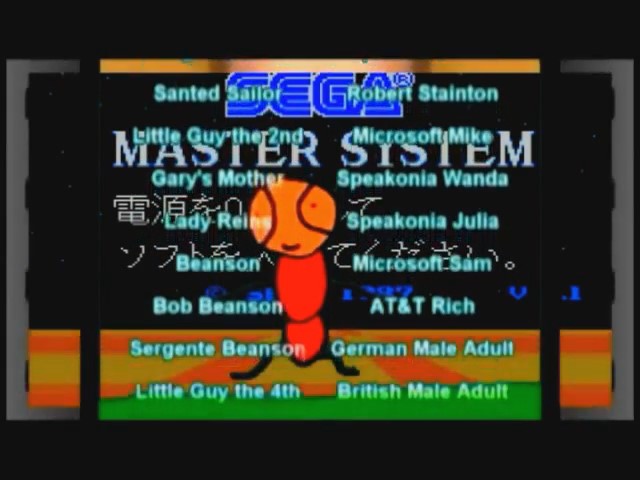 SEGA®
Santed Sailor Robert Stainton
MASTER SYSTEM
Little Guy the 2nd Microsoft Mike
Gary's Mother Speakonia Wanda
電源を て
Lady Reins Speakonia Julia
ソフトを てください。
Beanson Microsoft Sam
©
Bob Beanson AT&T Rich
Sergente Beanson German Male Adult
Little Guy the 4th British Male Adult